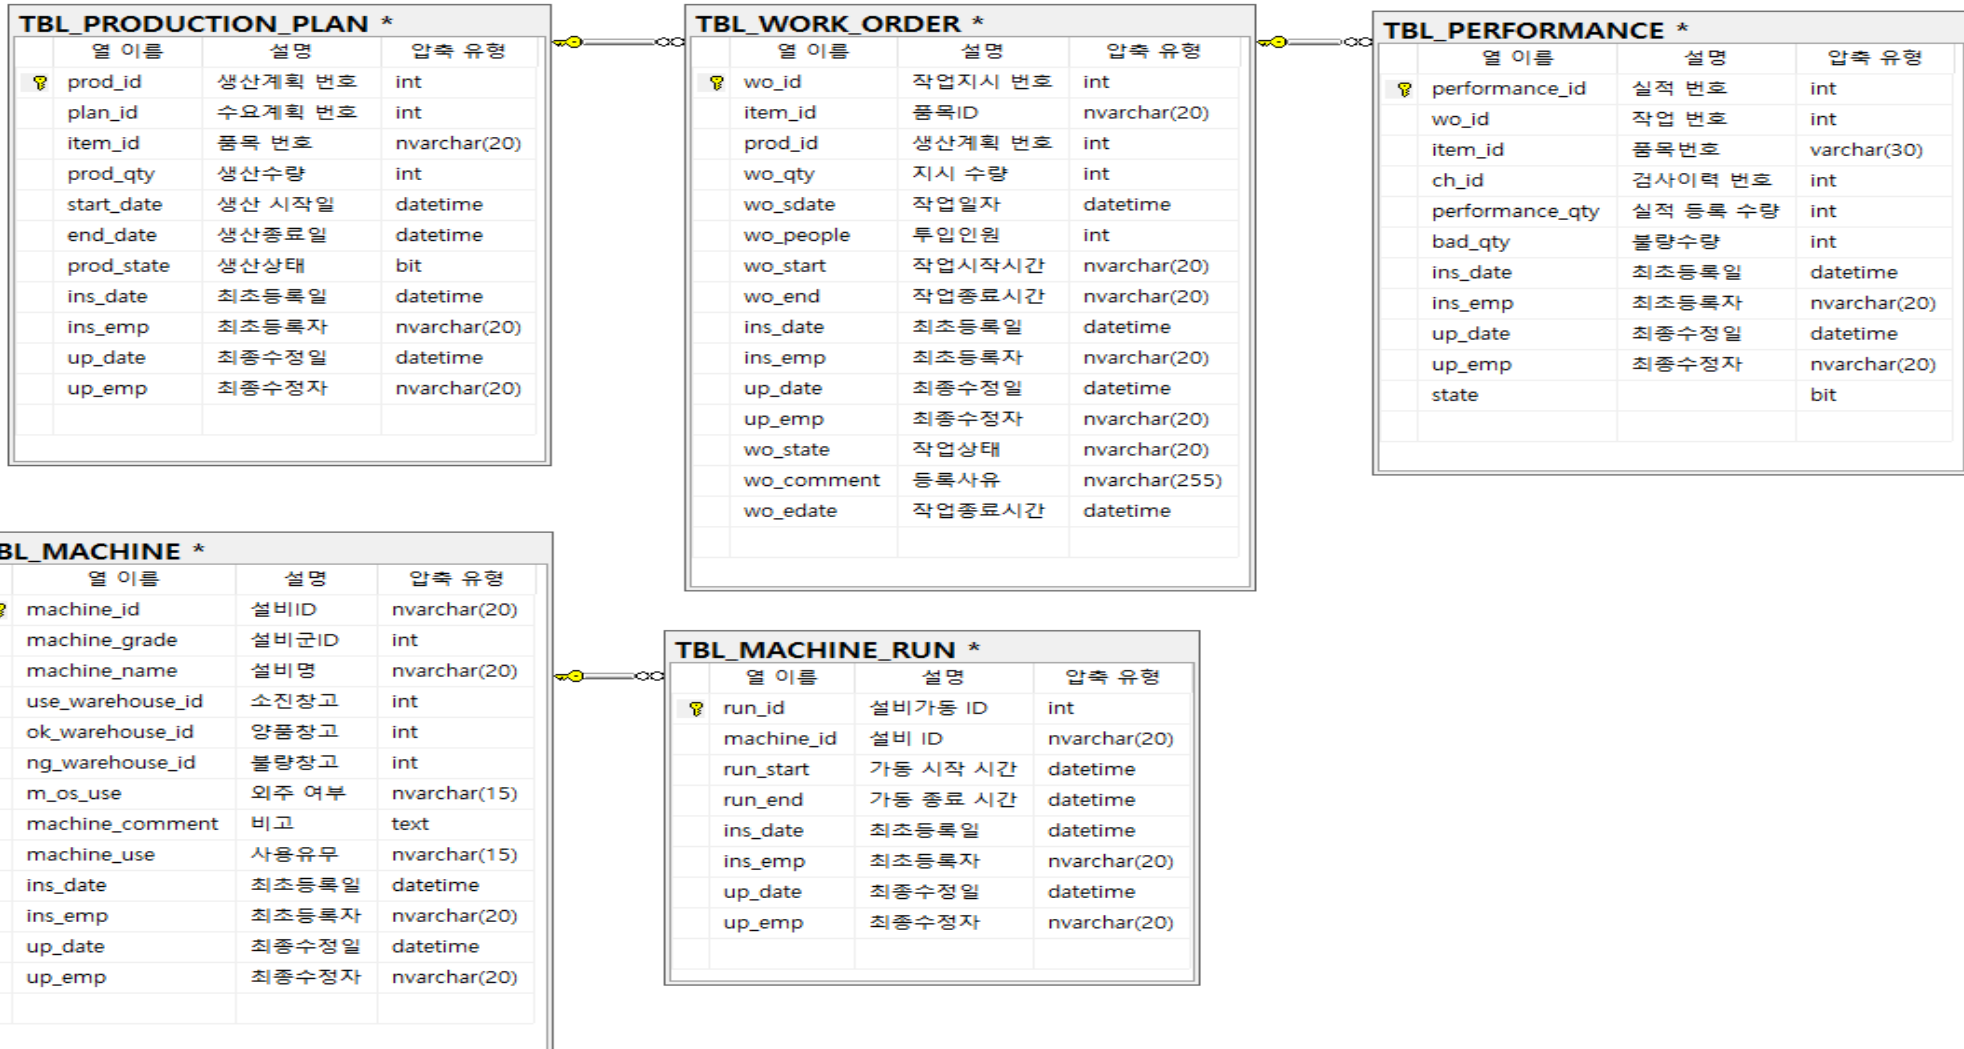 TBL_PRODUCTION_PLAN *
열 이름 설명 압축 유형
prod_id 생산계획 번호 int
plan_id 수요계획 번호 int
item_id 품목 번호 nvarchar(20)
prod_qty 생산수량 int
start_date 생산 시작일 datetime
end_date 생산종료일 datetime
prod_state 생산상태 bit
ins_date 최초등록일 datetime
ins_emp 최초등록자 nvarchar(20)
up_date 최종수정일 datetime
up_emp 최종수정자 nvarchar(20)
TBL_WORK_ORDER *
열 이름 설명 압축 유형
wo_id 작업지시 번호 int
item_id 품목ID nvarchar(20)
prod_id 생산계획 번호 int
wo_qty 지시 수량 int
wo_sdate 작업일자 datetime
wo_people 투입인원 int
wo_start 작업시작시간 nvarchar(20)
wo_end 작업종료시간 nvarchar(20)
ins_date 최초등록일 datetime
ins_emp 최초등록자 nvarchar(20)
up_date 최종수정일 datetime
up_emp 최종수정자 nvarchar(20)
wo_state 작업상태 nvarchar(20)
wo_comment 등록사유 nvarchar(255)
wo_edate 작업종료시간 datetime
TBL_PERFORMANCE *
열 이름 설명 압축 유형
performance_id 실적 번호 int
wo_id 작업 번호 int
item_id 품목번호 varchar(30)
ch_id 검사이력 번호 int
performance_qty 실적 등록 수량 int
bad_qty 불량수량 int
ins_date 최초등록일 datetime
ins_emp 최초등록자 nvarchar(20)
up_date 최종수정일 datetime
up_emp 최종수정자 nvarchar(20)
state bit
BL_MACHINE *
열 이름 설명 압축 유형
machine_id 설비ID nvarchar(20)
machine_grade 설비군ID int
machine_name 설비명 nvarchar(20)
use_warehouse_id 소진창고 int
ok_warehouse_id 양품창고 int
ng_warehouse_id 불량창고 int
m_os_use 외주 여부 nvarchar(15)
machine_comment 비고 text
machine_use 사용유무 nvarchar(15)
ins_date 최초등록일 datetime
ins_emp 최초등록자 nvarchar(20)
up_date 최종수정일 datetime
up_emp 최종수정자 nvarchar(20)
TBL_MACHINE_RUN *
열 이름 설명 압축 유형
run_id 설비가동 ID int
machine_id 설비 ID nvarchar(20)
run_start 가동 시작 시간 datetime
run_end 가동 종료 시간 datetime
ins_date 최초등록일 datetime
ins_emp 최초등록자 nvarchar(20)
up_date 최종수정일 datetime
up_emp 최종수정자 nvarchar(20)